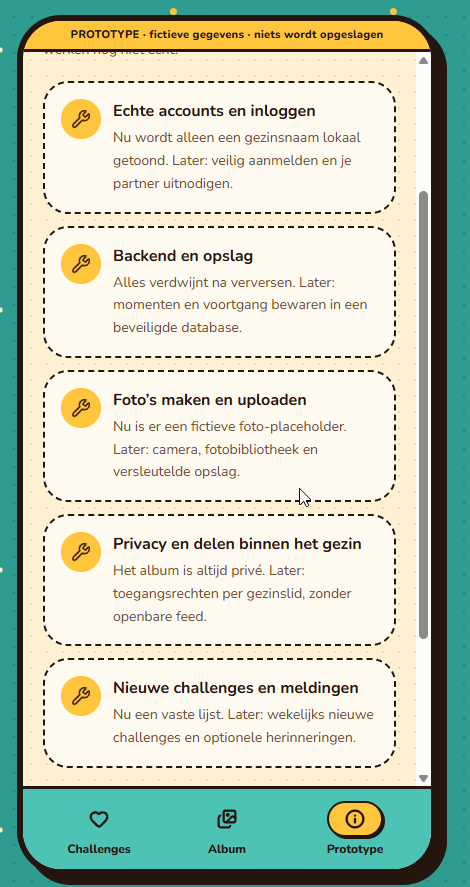 PROTOTYPE · fictieve gegevens · niets wordt opgeslagen
werken nog niet echt.
Echte accounts en inloggen
Nu wordt alleen een gezinsnaam lokaal
getoond. Later: veilig aanmelden en je
partner uitnodigen.
Backend en opslag
Alles verdwijnt na verversen. Later:
momenten en voortgang bewaren in een
beveiligde database.
Foto’s maken en uploaden
Nu is er een fictieve foto-placeholder.
Later: camera, fotobibliotheek en
versleutelde opslag.
Privacy en delen binnen het gezin
Het album is altijd privé. Later:
toegangsrechten per gezinslid, zonder
openbare feed.
Nieuwe challenges en meldingen
Nu een vaste lijst. Later: wekelijks nieuwe
challenges en optionele herinneringen.
Challenges
Album
Prototype